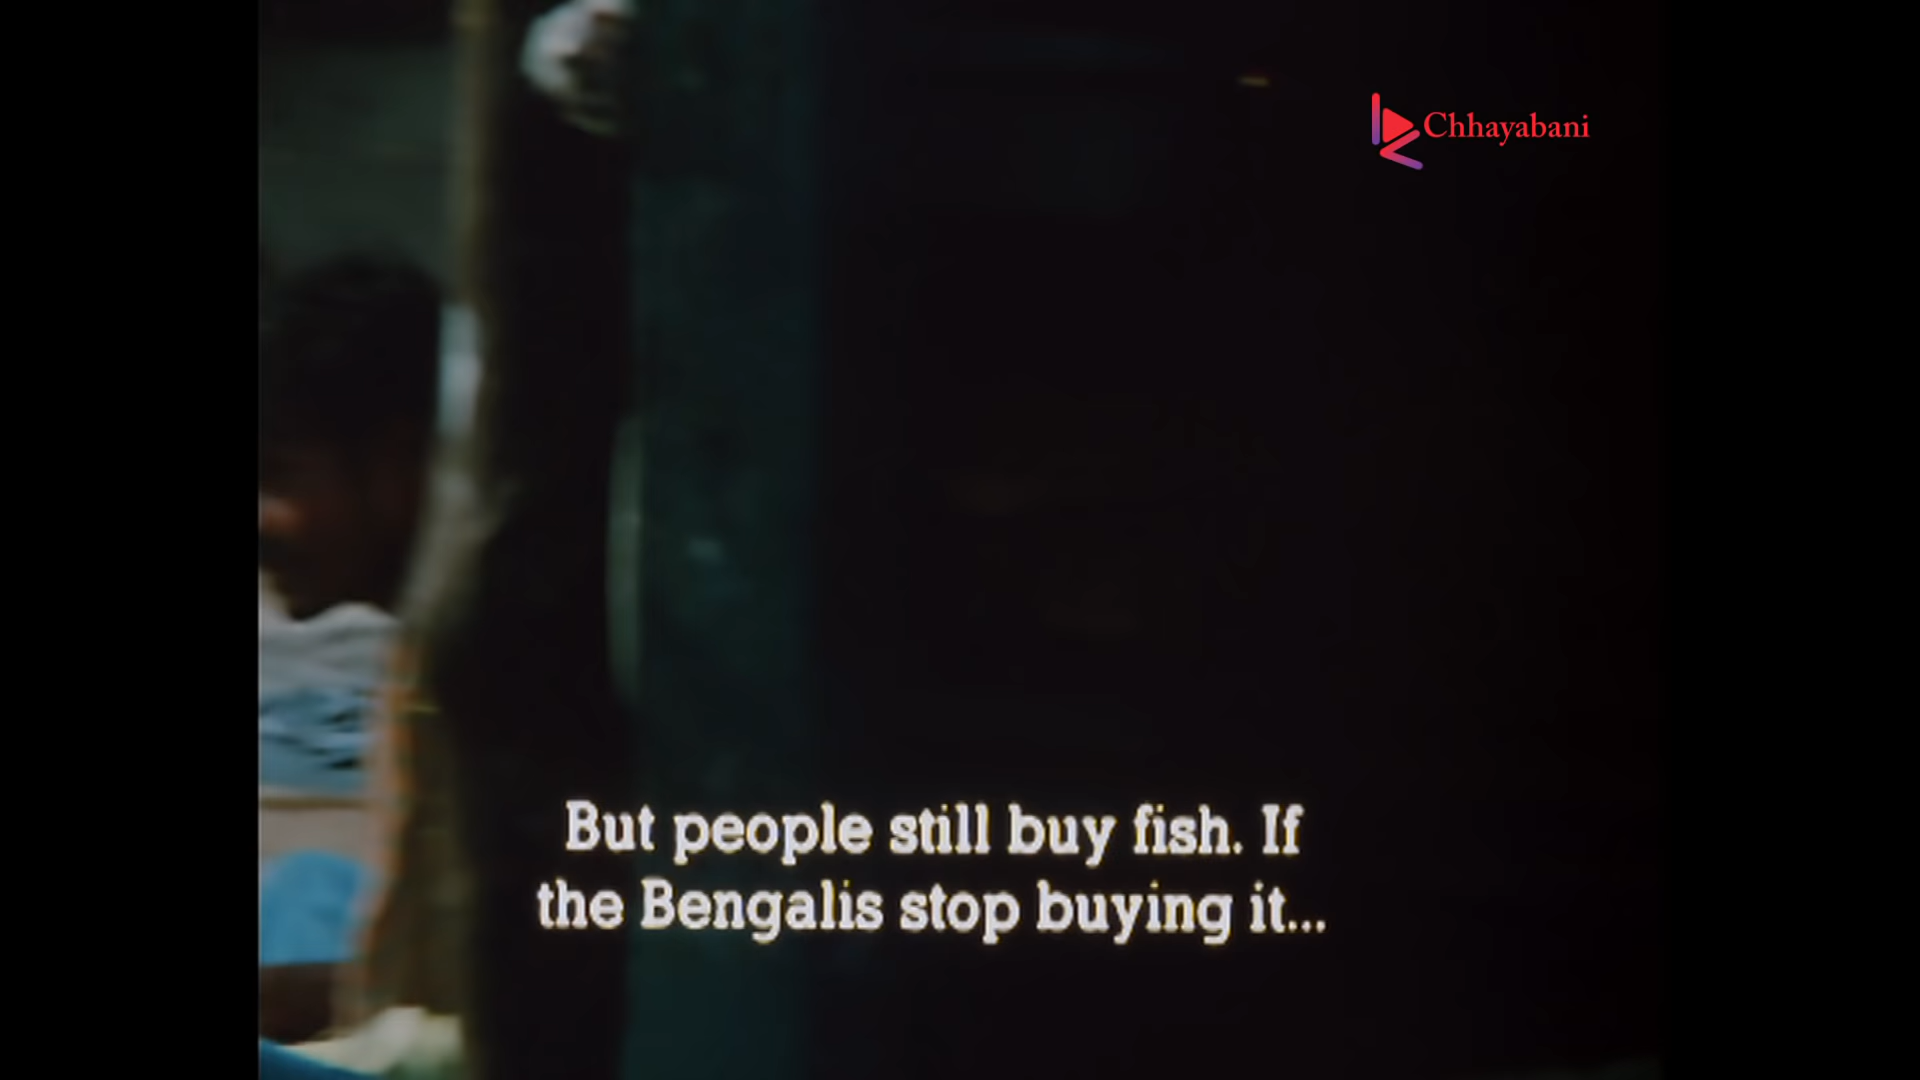 Chhayabani
But people still buy fish. If
the Bengalis stop buying it...